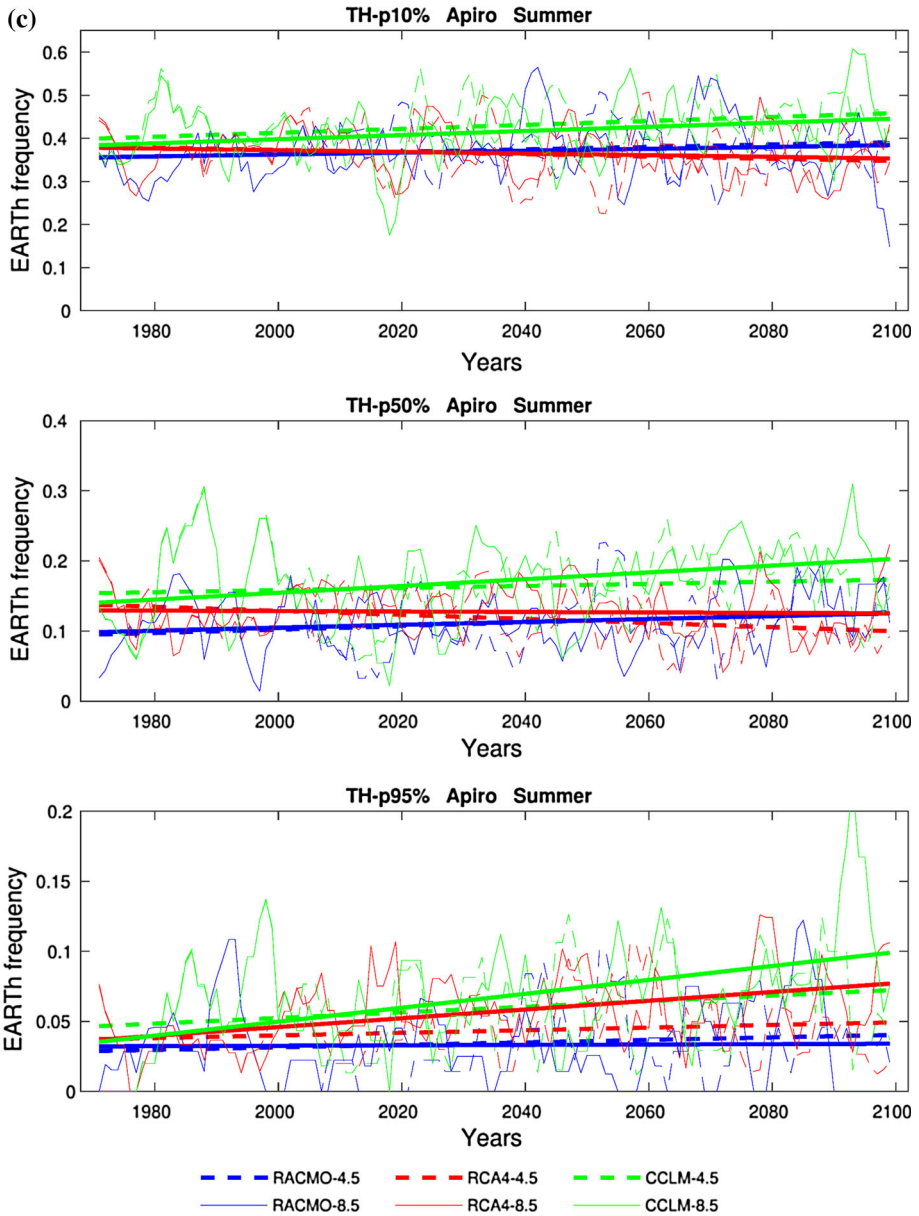 (c)
TH-p10% Apiro Summer
0.6
0.5
0.4
0.3
0.2
0.1
0
EARTh frequency
1980 2000 2020 2040 2060 2080 2100
Years
TH-p50% Apiro Summer
0.4
0.3
0.2
0.1
0
EARTh frequency
1980 2000 2020 2040 2060 2080 2100
Years
TH-p95% Apiro Summer
0.2
0.15
0.1
0.05
0
EARTh frequency
1980 2000 2020 2040 2060 2080 2100
Years
RACMO-4.5 RCA4-4.5 CCLM-4.5
RACMO-8.5 RCA4-8.5 CCLM-8.5